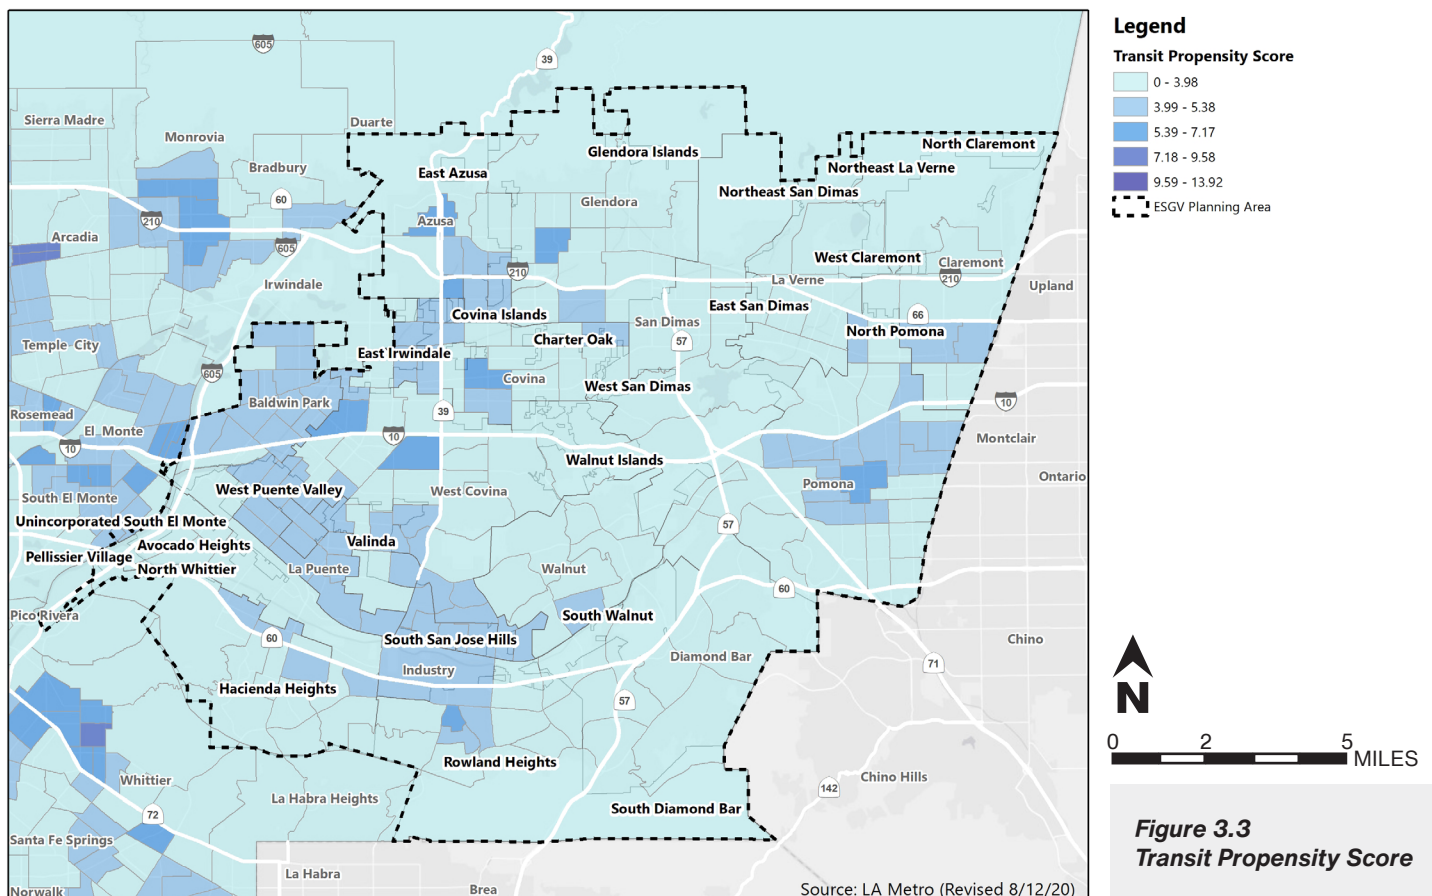 Legend
Transit Propensity Score
0 - 3.98
3.99 - 5.38
5.39 - 7.17
7.18 - 9.58
9.59 - 13.92
ESGV Planning Area
605
39
Sierra Madre
Duarte
Monrovia
Glendora Islands
North Claremont
Bradbury
East Azusa
Northeast La Verne
60
Northeast San Dimas
Glendora
210
Azusa
Arcadia
605
West Claremont
Claremont
210
La Verne
210
Irwindale
Upland
East San Dimas
Covina Islands
66
San Dimas
North Pomona
Charter Oak
57
Temple City
East Irwindale
605
Covina
West San Dimas
Baldwin Park
10
Rosemead
39
El Monte
10
10
Montclair
Walnut Islands
Ontario
Pomona
West Puente Valley
West Covina
South El Monte
Unincorporated South El Monte
57
Valinda
Avocado Heights
Pellissier Village
North Whittier
La Puente
Walnut
60
Pico Rivera
South Walnut
60
South San Jose Hills
Chino
Diamond Bar
71
Industry
Hacienda Heights
57
Rowland Heights
Whittier
Chino Hills
142
La Habra Heights
South Diamond Bar
72
Santa Fe Springs
La Habra
Norwalk
Brea
Source: LA Metro (Revised 8/12/20)
N
0 2 5
MILES
Figure 3.3
Transit Propensity Score